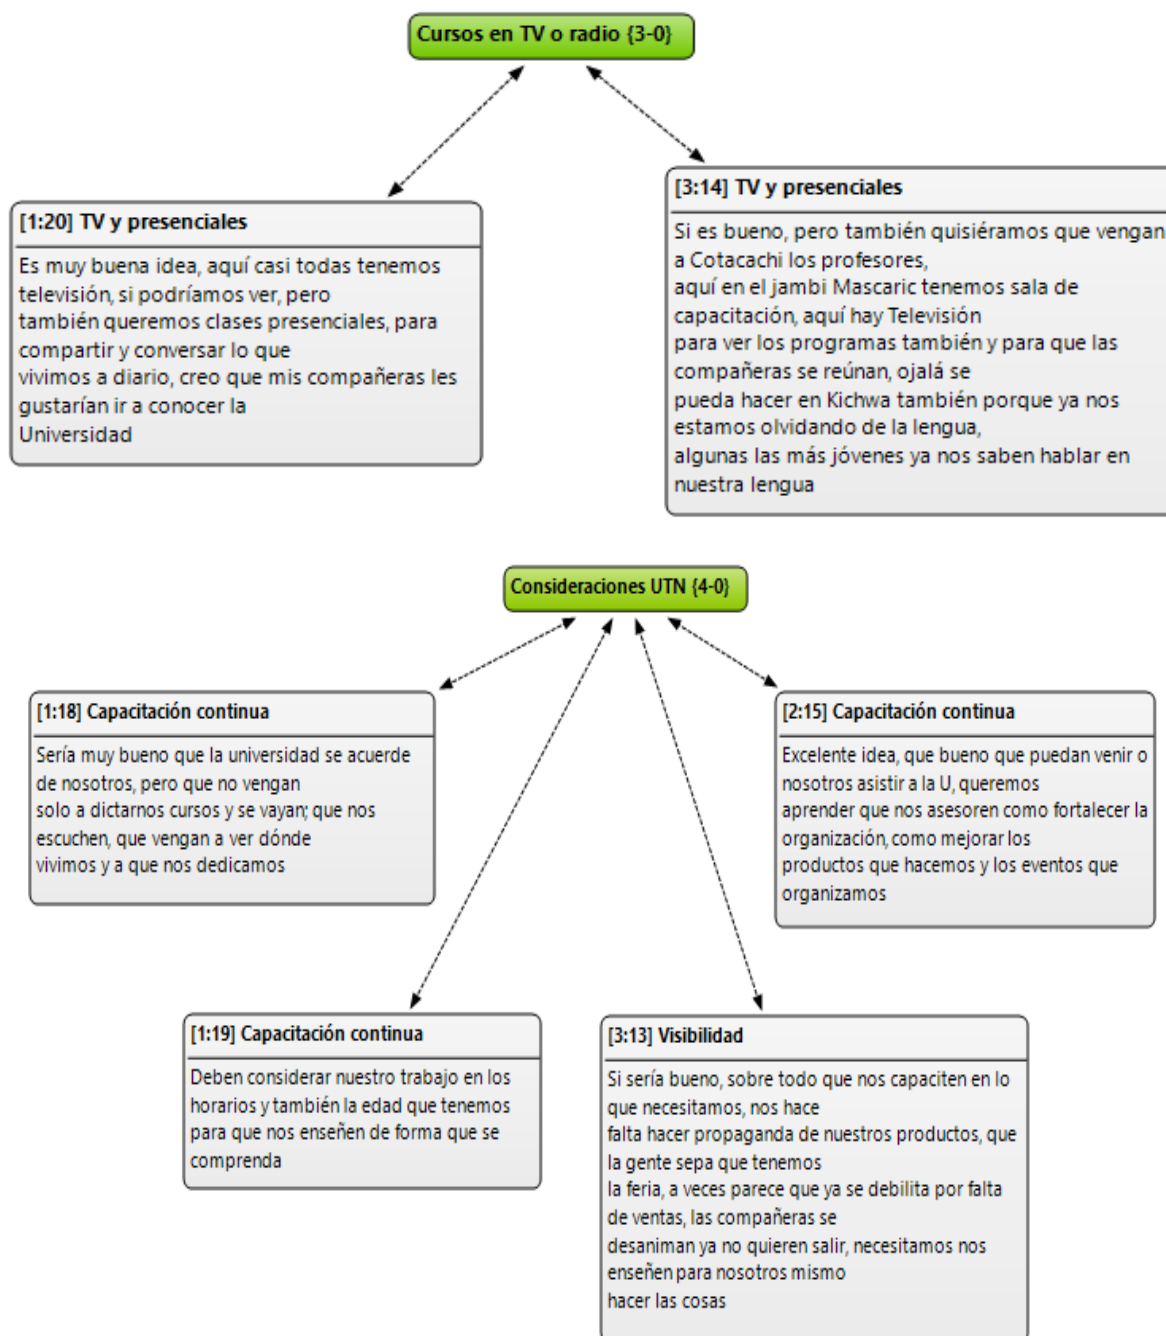 Cursos en TV o radio {3-0}
[1:20] TV y presenciales
Es muy buena idea, aquí casi todas tenemos
televisión, si podríamos ver, pero
también queremos clases presenciales, para
compartir y conversar lo que
vivimos a diario, creo que mis compañeras les
gustarían ir a conocer la
Universidad
[3:14] TV y presenciales
Si es bueno, pero también quisiéramos que vengan
a Cotacachi los profesores,
aquí en el jambi Mascaric tenemos sala de
capacitación, aquí hay Televisión
para ver los programas también y para que las
compañeras se reúnan, ojalá se
pueda hacer en Kichwa también porque ya nos
estamos olvidando de la lengua,
algunas las más jóvenes ya nos saben hablar en
nuestra lengua
Consideraciones UTN {4-0}
[1:18] Capacitación continua
Sería muy bueno que la universidad se acuerde
de nosotros, pero que no vengan
solo a dictarnos cursos y se vayan; que nos
escuchen, que vengan a ver dónde
vivimos y a que nos dedicamos
[2:15] Capacitación continua
Excelente idea, que bueno que puedan venir o
nosotros asistir a la U, queremos
aprender que nos asesoren como fortalecer la
organización, como mejorar los
productos que hacemos y los eventos que
organizamos
[1:19] Capacitación continua
Deben considerar nuestro trabajo en los
horarios y también la edad que tenemos
para que nos enseñen de forma que se
comprenda
[3:13] Visibilidad
Si sería bueno, sobre todo que nos capaciten en lo
que necesitamos, nos hace
falta hacer propaganda de nuestros productos, que
la gente sepa que tenemos
la feria, a veces parece que ya se debilita por falta
de ventas, las compañeras se
desaniman ya no quieren salir, necesitamos nos
enseñen para nosotros mismo
hacer las cosas